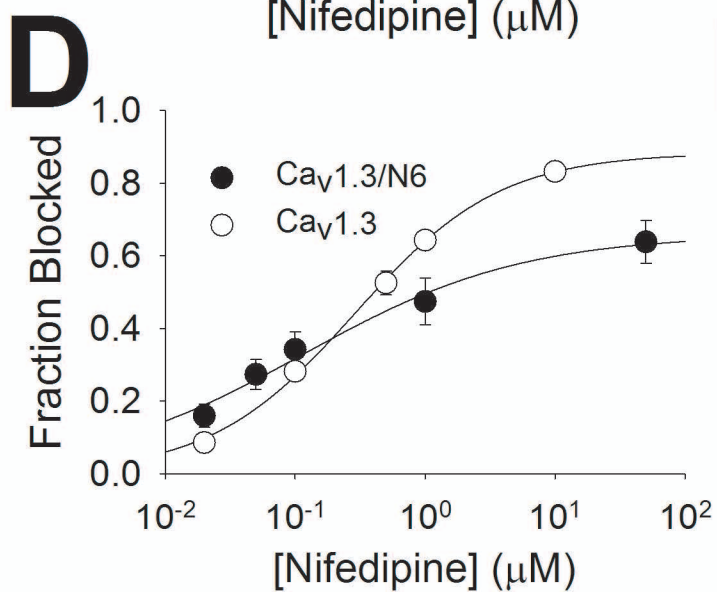 [Nifedipine] (μM)
D
Fraction Blocked
1.0
0.8
0.6
0.4
0.2
0.0
Caᵥ1.3/N6
Caᵥ1.3
10⁻² 10⁻¹ 10⁰ 10¹ 10²
[Nifedipine] (μM)